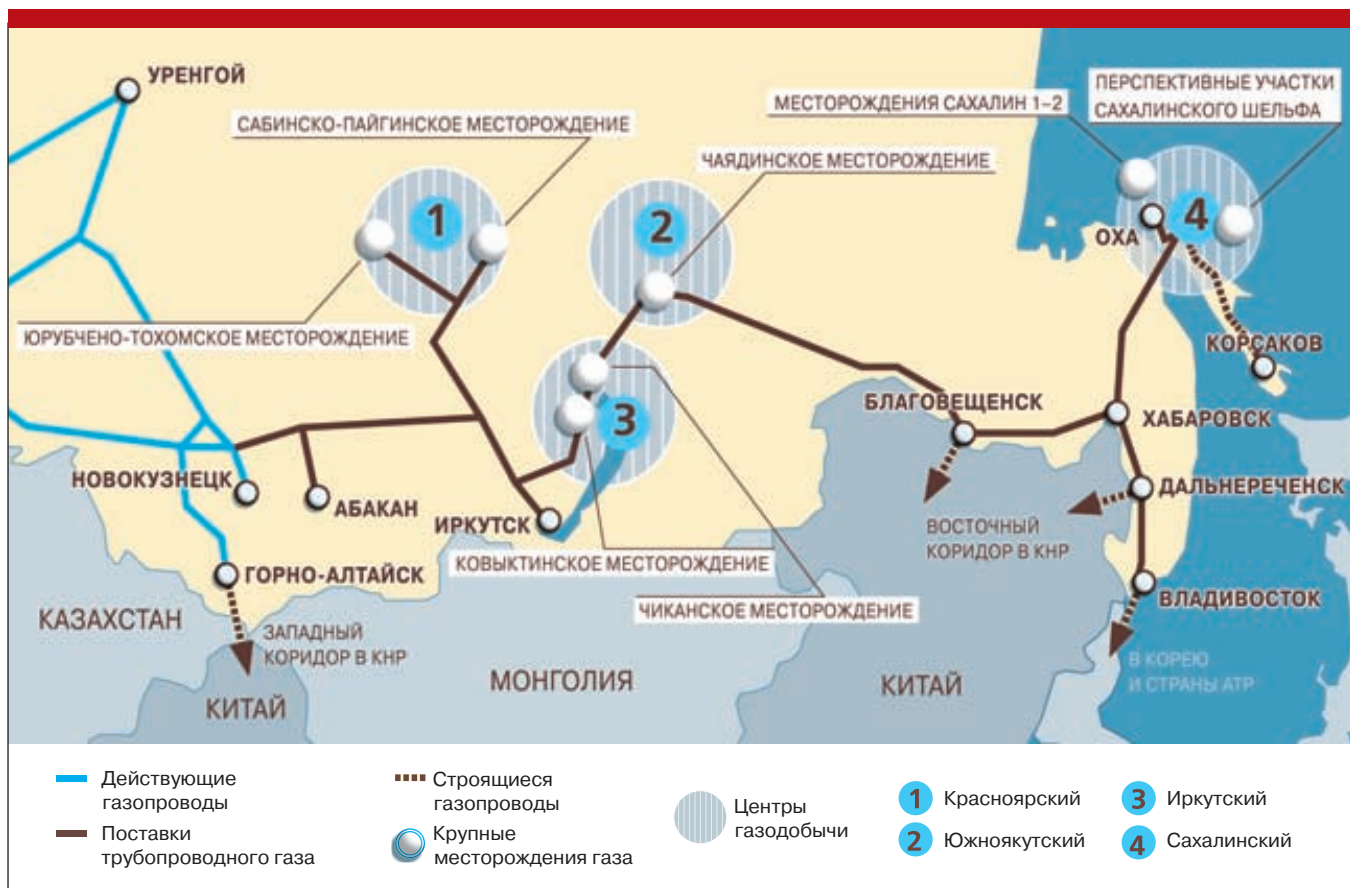 УРЕНГОЙ
САБИНСКО-ПАЙГИНСКОЕ МЕСТОРОЖДЕНИЕ
МЕСТОРОЖДЕНИЯ САХАЛИН 1–2
ПЕРСПЕКТИВНЫЕ УЧАСТКИ
САХАЛИНСКОГО ШЕЛЬФА
ЧАЯДИНСКОЕ МЕСТОРОЖДЕНИЕ
1
2
4
ОХА
ЮРУБЧЕНО-ТОХОМСКОЕ МЕСТОРОЖДЕНИЕ
КОРСАКОВ
3
БЛАГОВЕЩЕНСК
ХАБАРОВСК
НОВОКУЗНЕЦК
АБАКАН
ИРКУТСК
ДАЛЬНЕРЕЧЕНСК
ВОСТОЧНЫЙ
КОРИДОР В КНР
КОВЫКТИНСКОЕ МЕСТОРОЖДЕНИЕ
ГОРНО-АЛТАЙСК
ЧИКАНСКОЕ МЕСТОРОЖДЕНИЕ
ВЛАДИВОСТОК
КАЗАХСТАН
ЗАПАДНЫЙ
КОРИДОР В КНР
МОНГОЛИЯ
КИТАЙ
КИТАЙ
В КОРЕЮ
И СТРАНЫ АТР
Действующие
газопроводы
Поставки
трубопроводного газа
Строящиеся
газопроводы
Крупные
месторождения газа
Центры
газодобычи
1 Красноярский
2 Южноякутский
3 Иркутский
4 Сахалинский